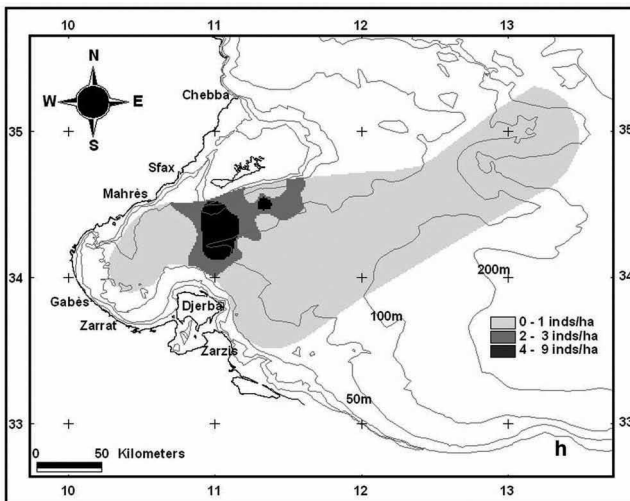 10 11 12 13
N
W E
S
Chebba
35 35
Sfax
Mahrès
34 34
200m
Gabès
Djerba
Zarrat
100m
0 - 1 inds/ha
2 - 3 inds/ha
Zarzis
4 - 9 inds/ha
50m
33 33
h
0 50 Kilometers
10 11 12 13